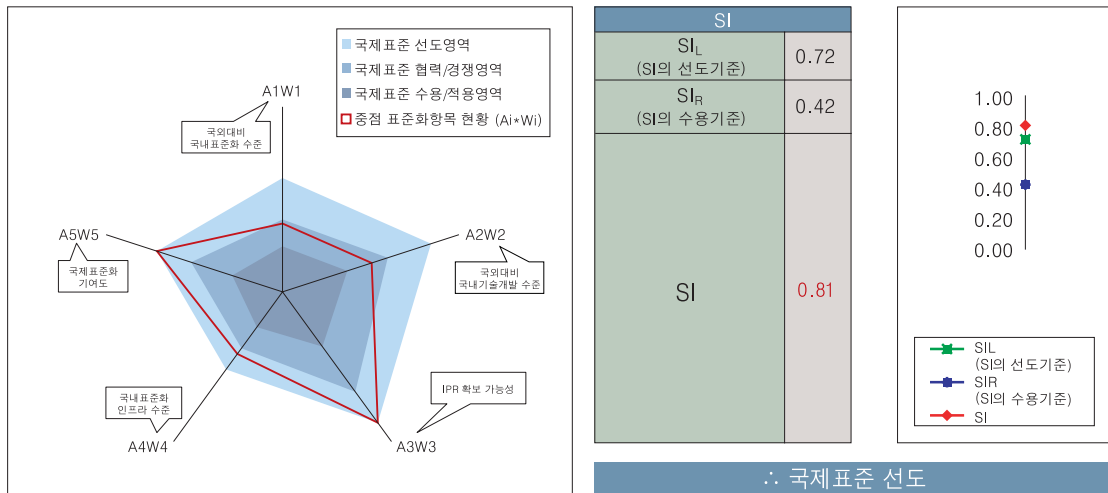 국제표준 선도영역
국제표준 협력/경쟁영역
국제표준 수용/적용영역
중점 표준화항목 현황 (Ai*Wi)
A1W1
국외대비
국내표준화 수준
A5W5
국제표준화
기여도
A2W2
국외대비
국내기술개발 수준
국내표준화
인프라 수준
A4W4
IPR 확보 가능성
A3W3
SI
SIL
(SI의 선도기준)
0.72
SIR
(SI의 수용기준)
0.42
SI
0.81
1.00
0.80
0.60
0.40
0.20
0.00
SIL
(SI의 선도기준)
SIR
(SI의 수용기준)
SI
∴ 국제표준 선도